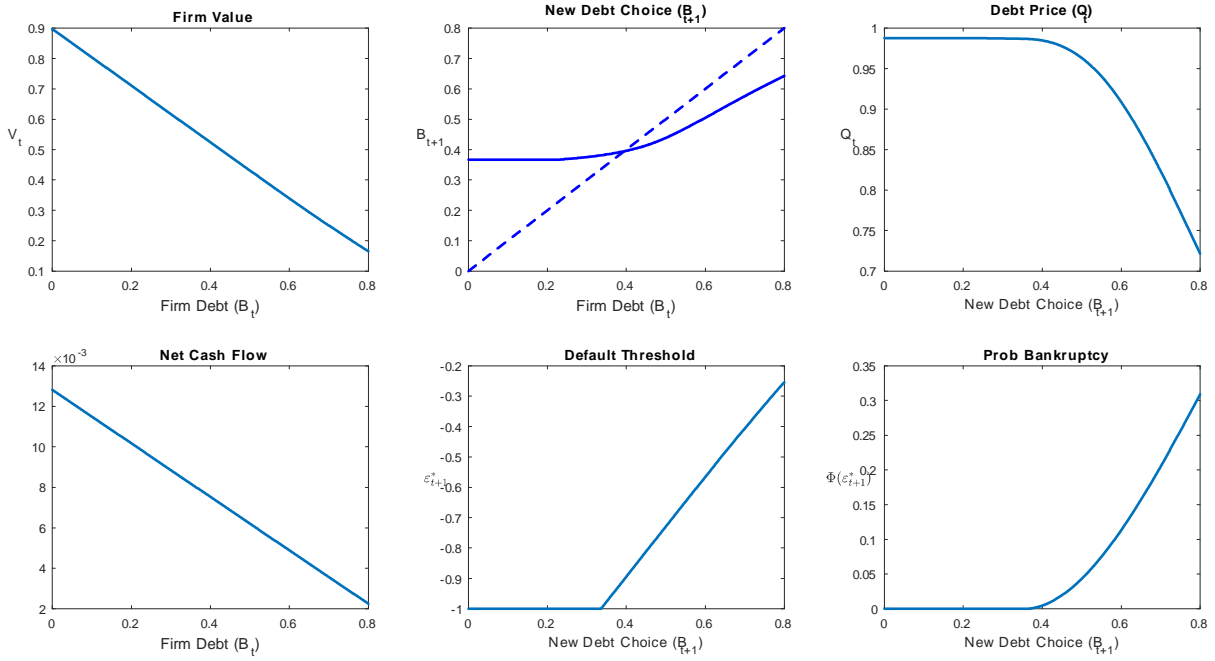 Firm Value
0.9
0.8
0.7
0.6
0.5
0.4
0.3
0.2
0.1
V_t
0 0.2 0.4 0.6 0.8
Firm Debt (B_t)
New Debt Choice (B_t+1)
0.8
0.7
0.6
0.5
0.4
0.3
0.2
0.1
0
B_t+1
0 0.2 0.4 0.6 0.8
Firm Debt (B_t)
Debt Price (Q_t)
1
0.95
0.9
0.85
0.8
0.75
0.7
Q_t
0 0.2 0.4 0.6 0.8
New Debt Choice (B_t+1)
Net Cash Flow
×10^-3
14
12
10
8
6
4
2
0 0.2 0.4 0.6 0.8
Firm Debt (B_t)
Default Threshold
-0.2
-0.3
-0.4
-0.5
-0.6
-0.7
-0.8
-0.9
-1
ε*_t+1
0 0.2 0.4 0.6 0.8
New Debt Choice (B_t+1)
Prob Bankruptcy
0.35
0.3
0.25
0.2
0.15
0.1
0.05
0
Φ(ε*_t+1)
0 0.2 0.4 0.6 0.8
New Debt Choice (B_t+1)